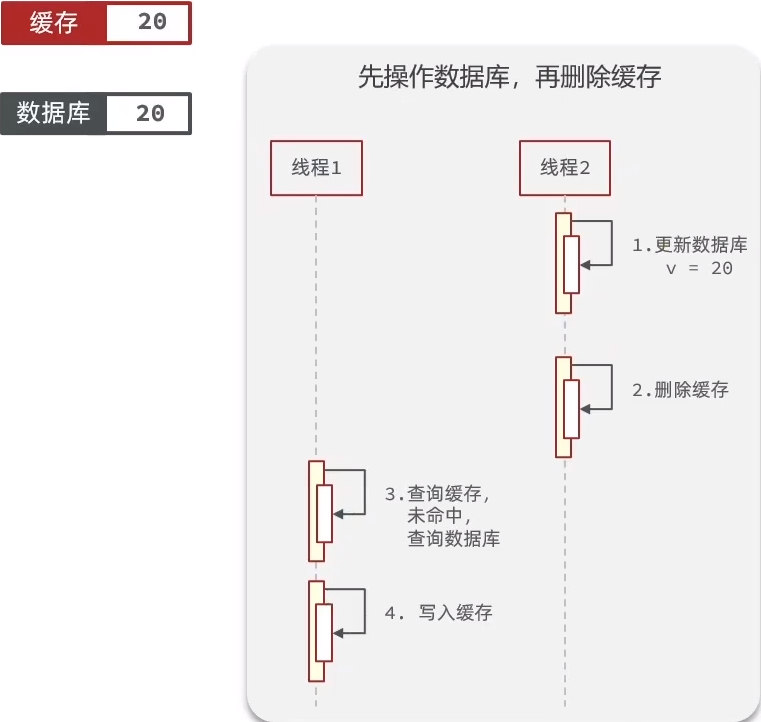 缓存 20
数据库 20
先操作数据库，再删除缓存
线程1 线程2
1.更新数据库
v = 20
2.删除缓存
3.查询缓存，
未命中，
查询数据库
4. 写入缓存